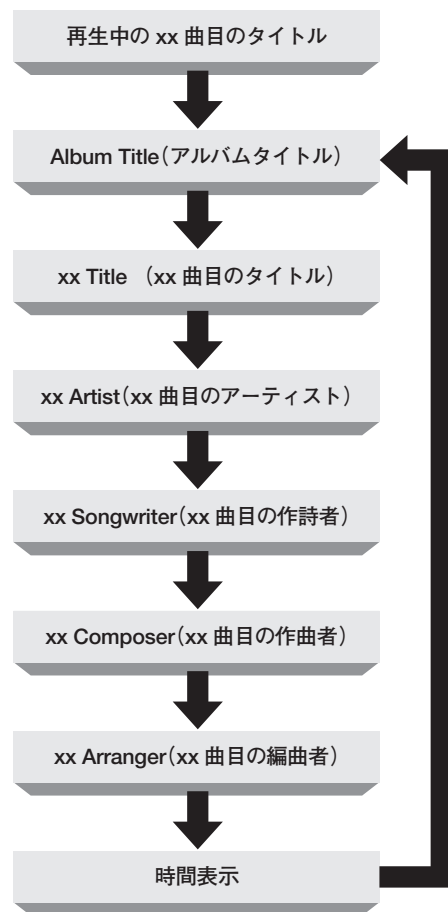 再生中の xx 曲目のタイトル
Album Title(アルバムタイトル)
xx Title (xx 曲目のタイトル)
xx Artist(xx 曲目のアーティスト)
xx Songwriter(xx 曲目の作詩者)
xx Composer(xx 曲目の作曲者)
xx Arranger(xx 曲目の編曲者)
時間表示